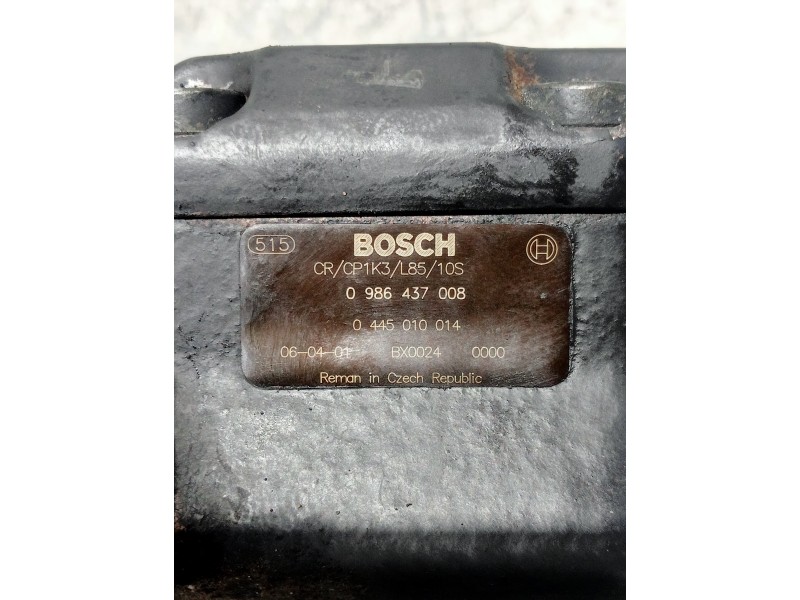 515 BOSCH
CR/CP1K3/L85/10S
0 986 437 008
0 445 010 014
06-04-01 BX0024 0000
Reman in Czech Republic